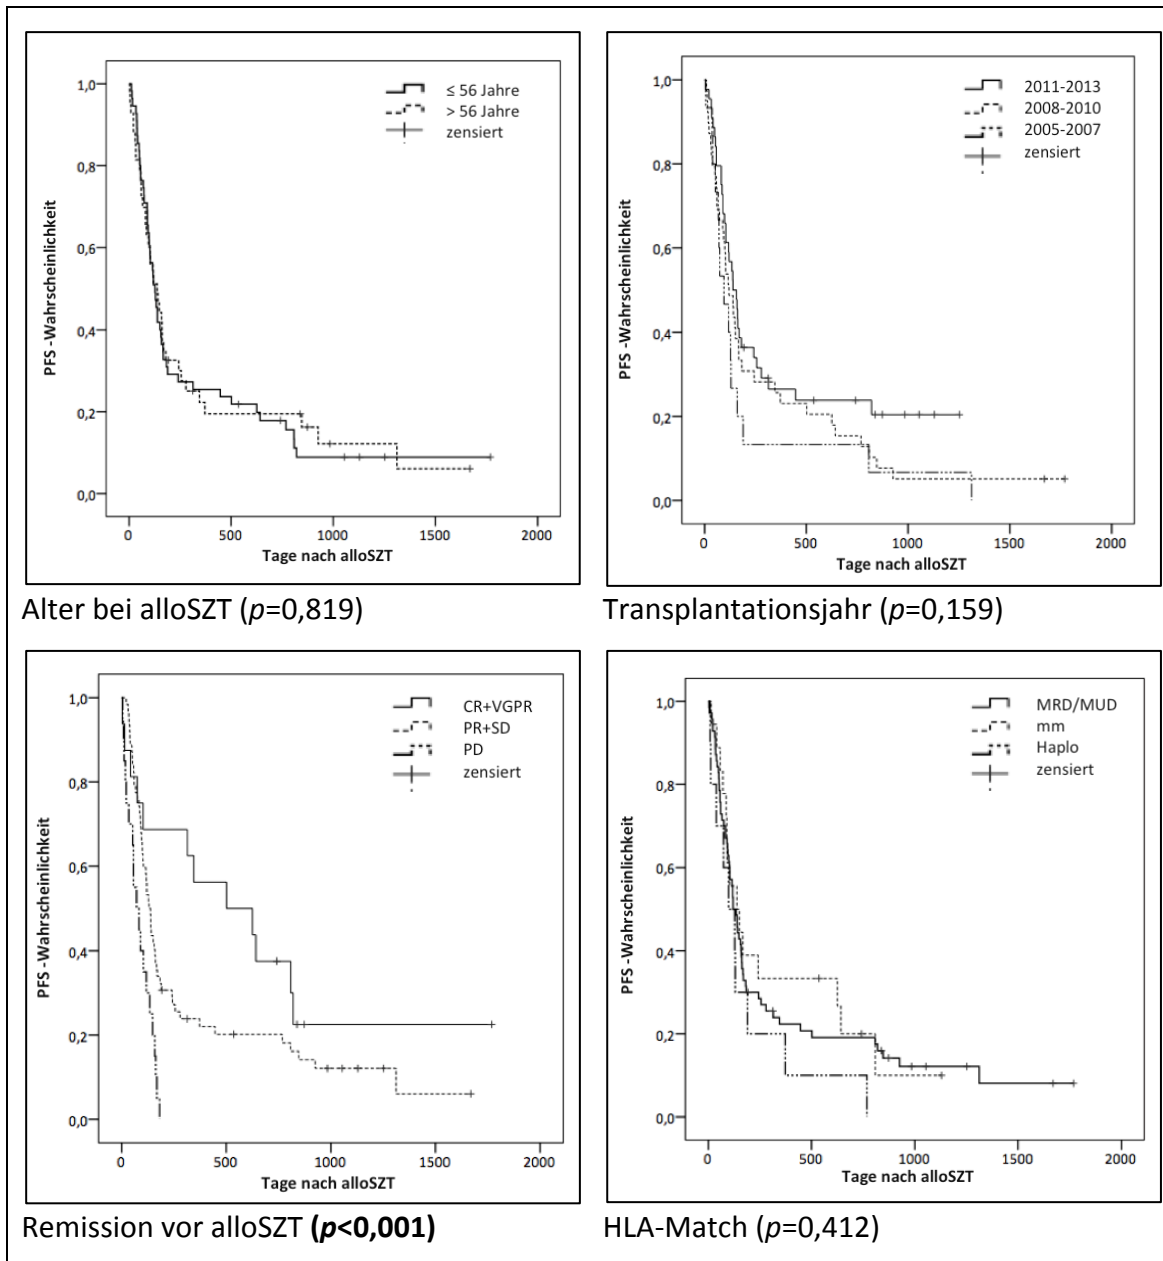 ≤ 56 Jahre
> 56 Jahre
zensiert
PFS -Wahrscheinlichkeit
1,0
0,8
0,6
0,4
0,2
0,0
0
500
1000
1500
2000
Tage nach alloSZT
Alter bei alloSZT (p=0,819)
2011-2013
2008-2010
2005-2007
zensiert
PFS -Wahrscheinlichkeit
1,0
0,8
0,6
0,4
0,2
0,0
0
500
1000
1500
2000
Tage nach alloSZT
Transplantationsjahr (p=0,159)
CR+VGPR
PR+SD
PD
zensiert
PFS -Wahrscheinlichkeit
1,0
0,8
0,6
0,4
0,2
0,0
0
500
1000
1500
2000
Tage nach alloSZT
Remission vor alloSZT (p<0,001)
MRD/MUD
mm
Haplo
zensiert
PFS -Wahrscheinlichkeit
1,0
0,8
0,6
0,4
0,2
0,0
0
500
1000
1500
2000
Tage nach alloSZT
HLA-Match (p=0,412)